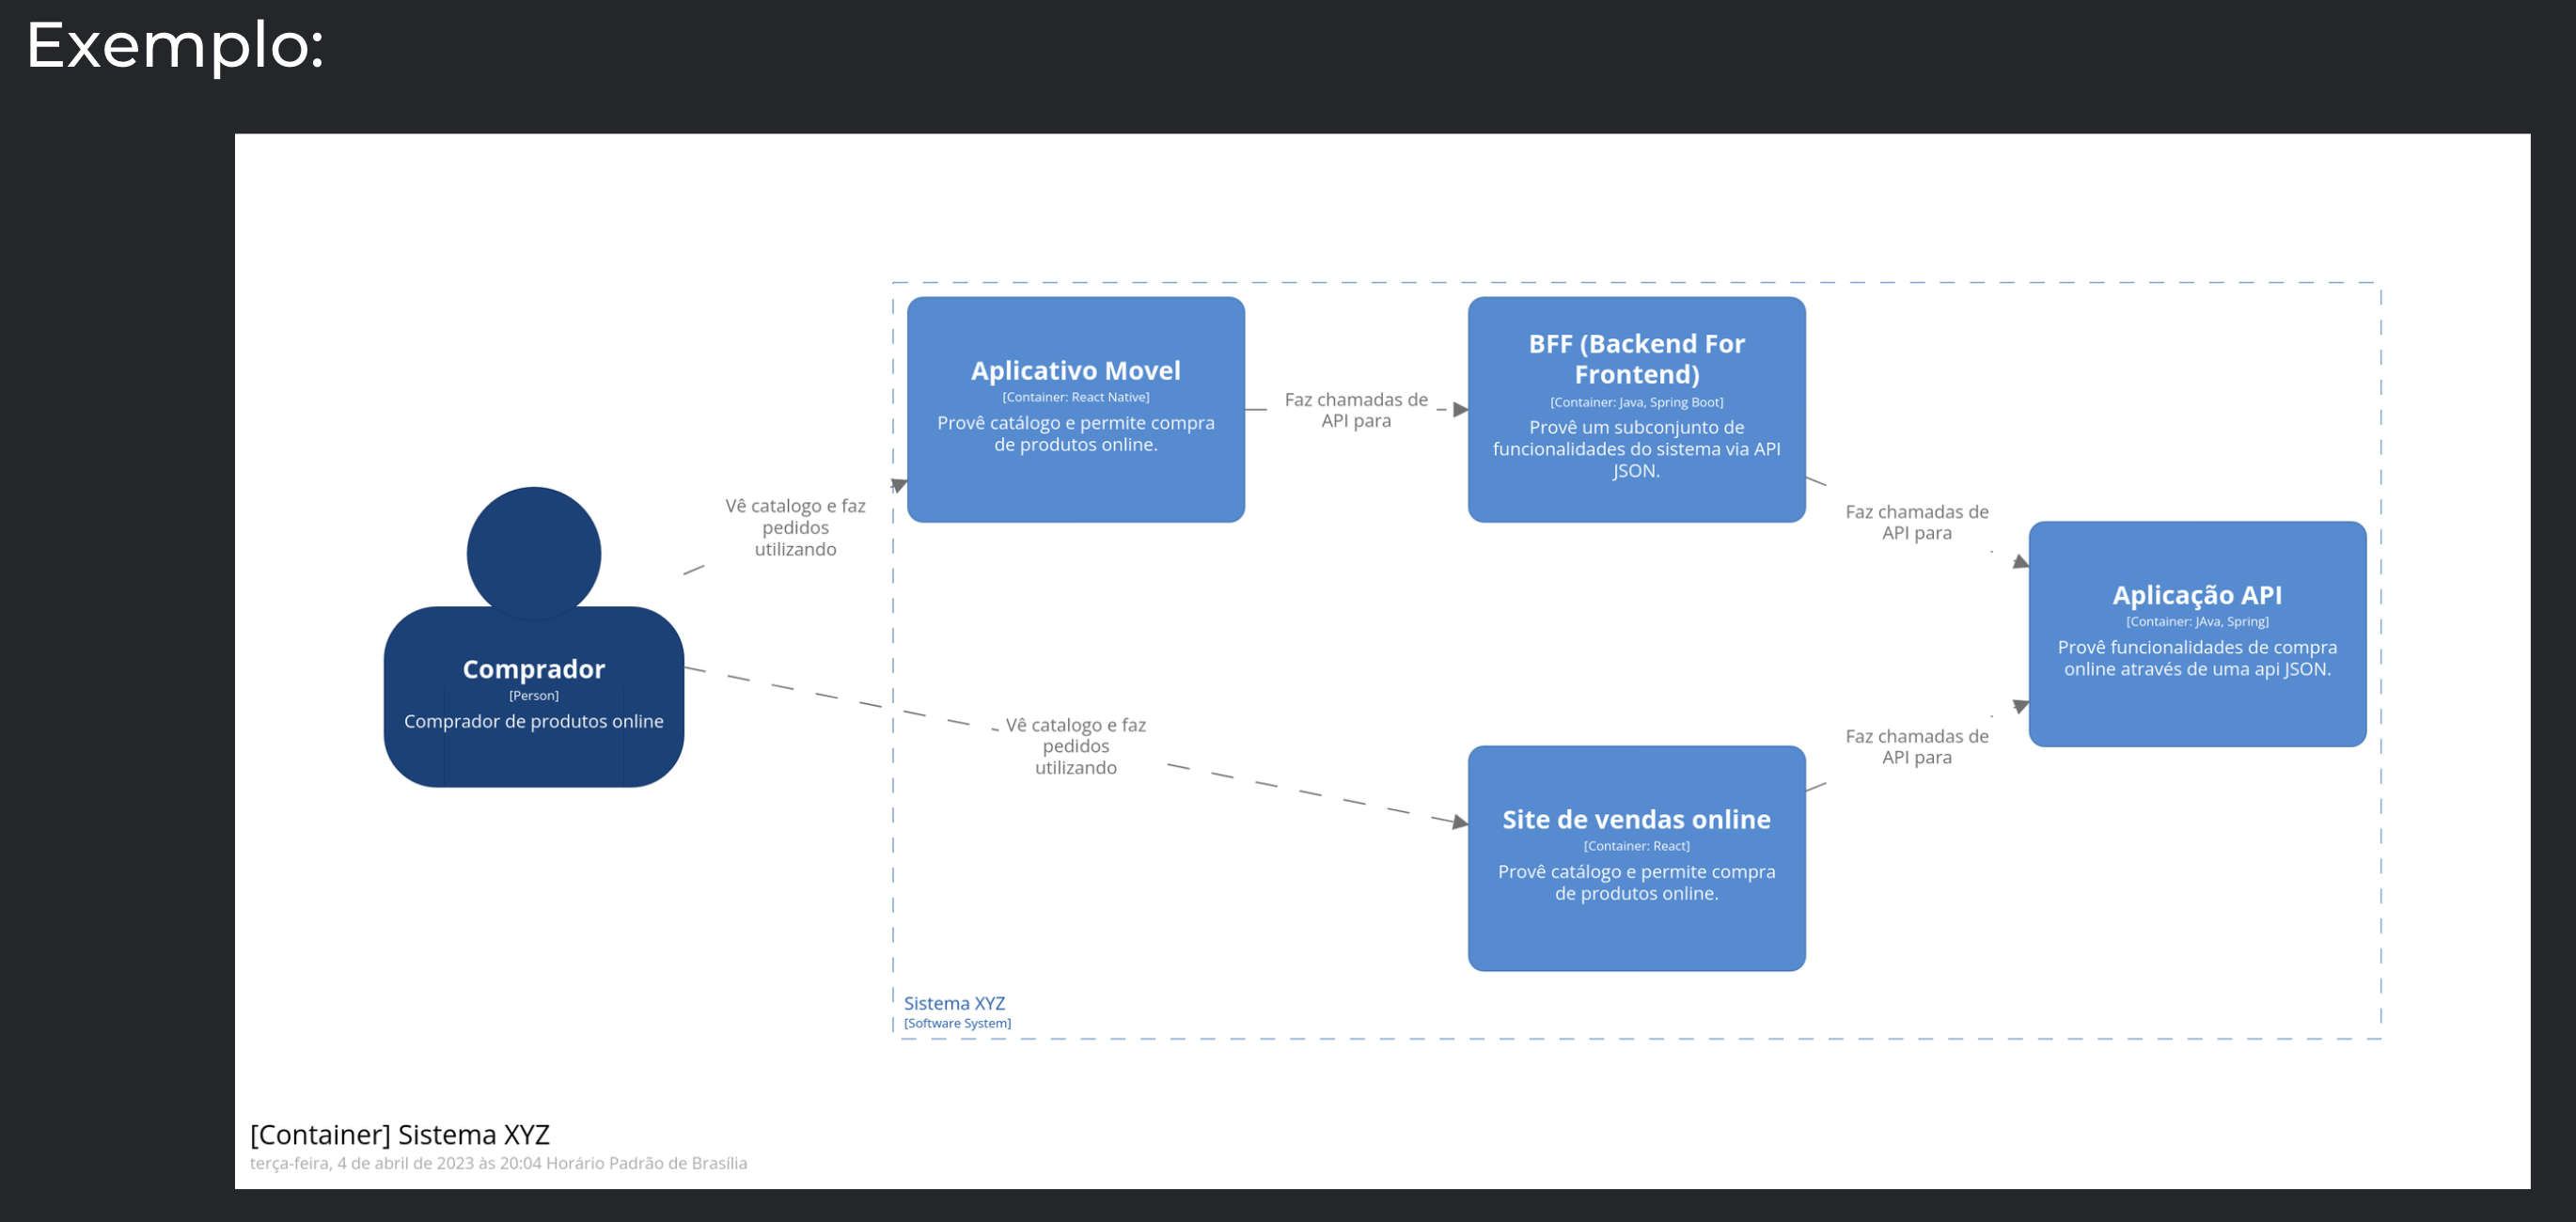 Exemplo:
Aplicativo Movel
[Container: React Native]
Provê catálogo e permite compra
de produtos online.
Faz chamadas de
API para
BFF (Backend For
Frontend)
[Container: Java, Spring Boot]
Provê um subconjunto de
funcionalidades do sistema via API
JSON.
Vê catalogo e faz
pedidos
utilizando
Faz chamadas de
API para
Aplicação API
[Container: JAva, Spring]
Provê funcionalidades de compra
online através de uma api JSON.
Comprador
[Person]
Comprador de produtos online
Vê catalogo e faz
pedidos
utilizando
Faz chamadas de
API para
Site de vendas online
[Container: React]
Provê catálogo e permite compra
de produtos online.
Sistema XYZ
[Software System]
[Container] Sistema XYZ
terça-feira, 4 de abril de 2023 às 20:04 Horário Padrão de Brasília